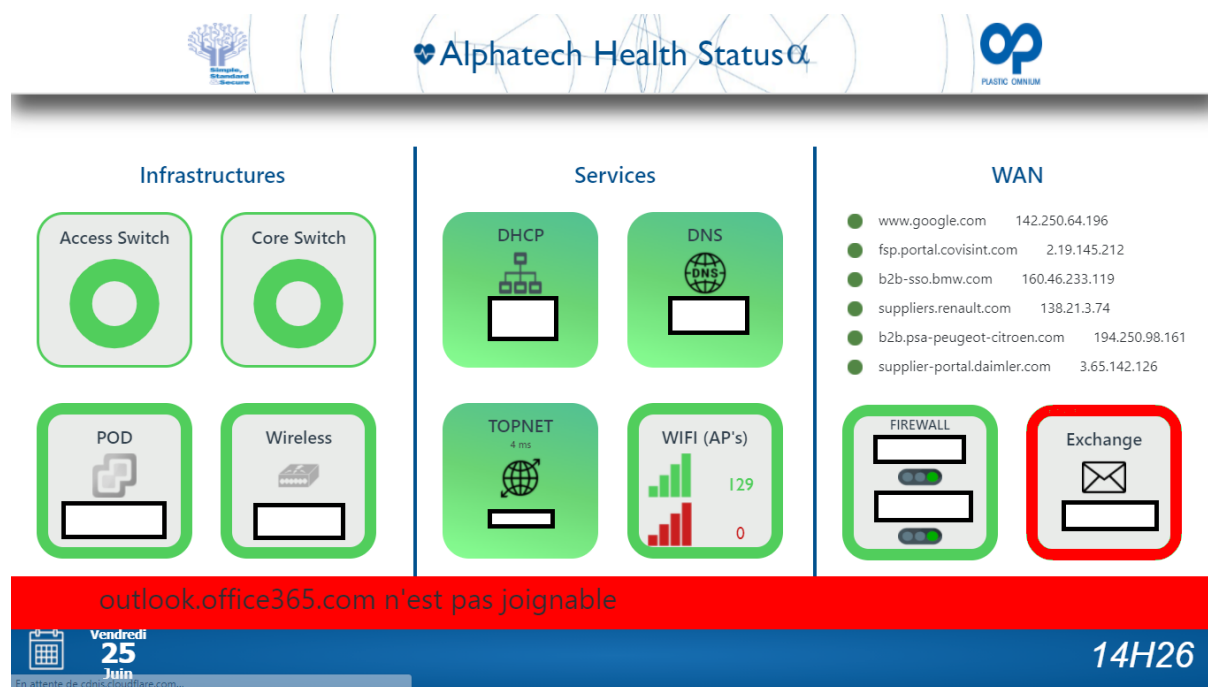 Simple,
Standard
&Secure
Alphatech Health Status α
PLASTIC OMNIUM
Infrastructures
Access Switch
Core Switch
POD
Wireless
Services
DHCP
DNS
DNS
TOPNET
4 ms
WIFI (AP's)
129
0
WAN
www.google.com 142.250.64.196
fsp.portal.covisint.com 2.19.145.212
b2b-sso.bmw.com 160.46.233.119
suppliers.renault.com 138.21.3.74
b2b.psa-peugeot-citroen.com 194.250.98.161
supplier-portal.daimler.com 3.65.142.126
FIREWALL
Exchange
outlook.office365.com n'est pas joignable
Vendredi
25
Juin
14H26
En attente de cdnjs.cloudflare.com...